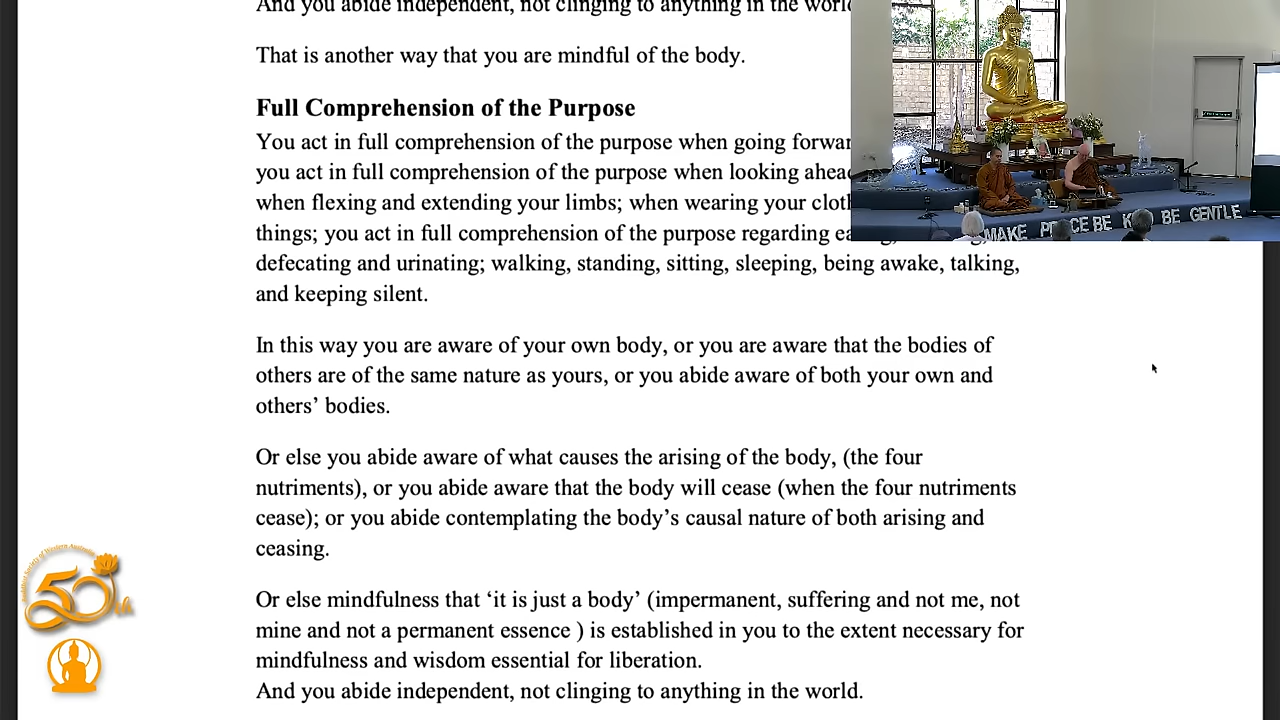 And you abide independent, not clinging to anything in the
That is another way that you are mindful of the body.
Full Comprehension of the Purpose
You act in full comprehension of the purpose when going
you act in full comprehension of the purpose when looking
when flexing and extending your limbs; when wearing your
things; you act in full comprehension of the purpose regarding
defecating and urinating; walking, standing, sitting, sleeping, being awake, talking,
and keeping silent.
In this way you are aware of your own body, or you are aware that the bodies of
others are of the same nature as yours, or you abide aware of both your own and
others’ bodies.
Or else you abide aware of what causes the arising of the body, (the four
nutriments), or you abide aware that the body will cease (when the four nutriments
cease); or you abide contemplating the body’s causal nature of both arising and
ceasing.
Or else mindfulness that ‘it is just a body’ (impermanent, suffering and not me, not
mine and not a permanent essence ) is established in you to the extent necessary for
mindfulness and wisdom essential for liberation.
And you abide independent, not clinging to anything in the world.
MAKE BE BE GENTLE
Buddhist Society of Western Australia
50th